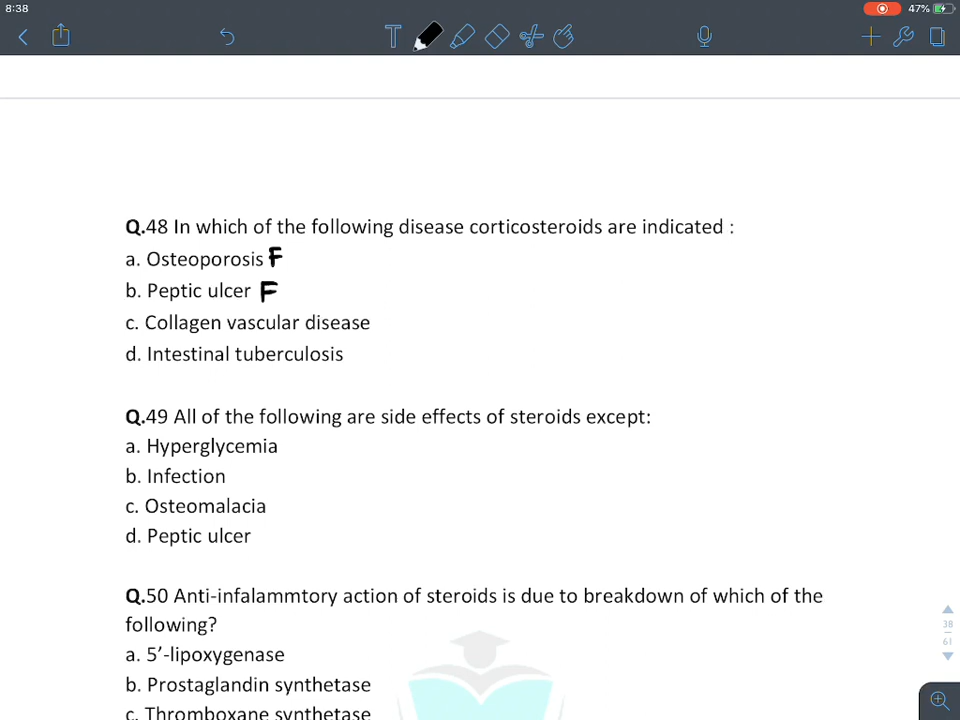 8:38
47%
T
Q.48 In which of the following disease corticosteroids are indicated :
a. Osteoporosis F
b. Peptic ulcer F
c. Collagen vascular disease
d. Intestinal tuberculosis
Q.49 All of the following are side effects of steroids except:
a. Hyperglycemia
b. Infection
c. Osteomalacia
d. Peptic ulcer
Q.50 Anti-infalammtory action of steroids is due to breakdown of which of the
following?
38
61
a. 5’-lipoxygenase
b. Prostaglandin synthetase
c. Thromboxane synthetase